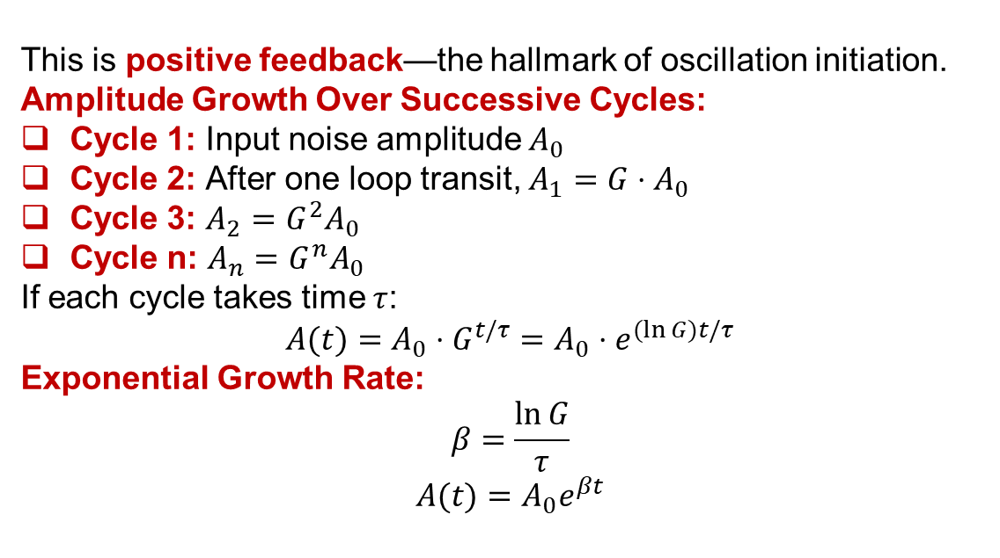 This is positive feedback—the hallmark of oscillation initiation.
Amplitude Growth Over Successive Cycles:
❑ Cycle 1: Input noise amplitude A₀
❑ Cycle 2: After one loop transit, A₁ = G · A₀
❑ Cycle 3: A₂ = G²A₀
❑ Cycle n: Aₙ = GⁿA₀
If each cycle takes time τ:
A(t) = A₀ · G^{t/τ} = A₀ · e^{(ln G)t/τ}
Exponential Growth Rate:
β = \frac{ln G}{τ}
A(t) = A₀e^{βt}